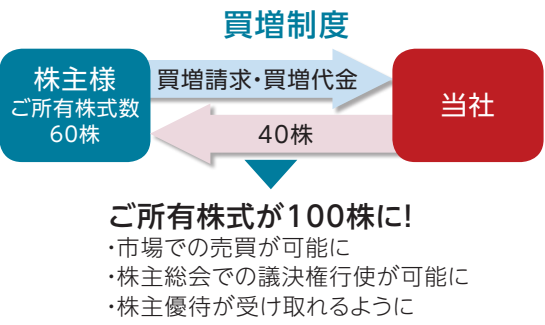 買増制度
株主様
ご所有株式数
60株
買増請求・買増代金
40株
当社
ご所有株式が100株に!
・市場での売買が可能に
・株主総会での議決権行使が可能に
・株主優待が受け取れるように